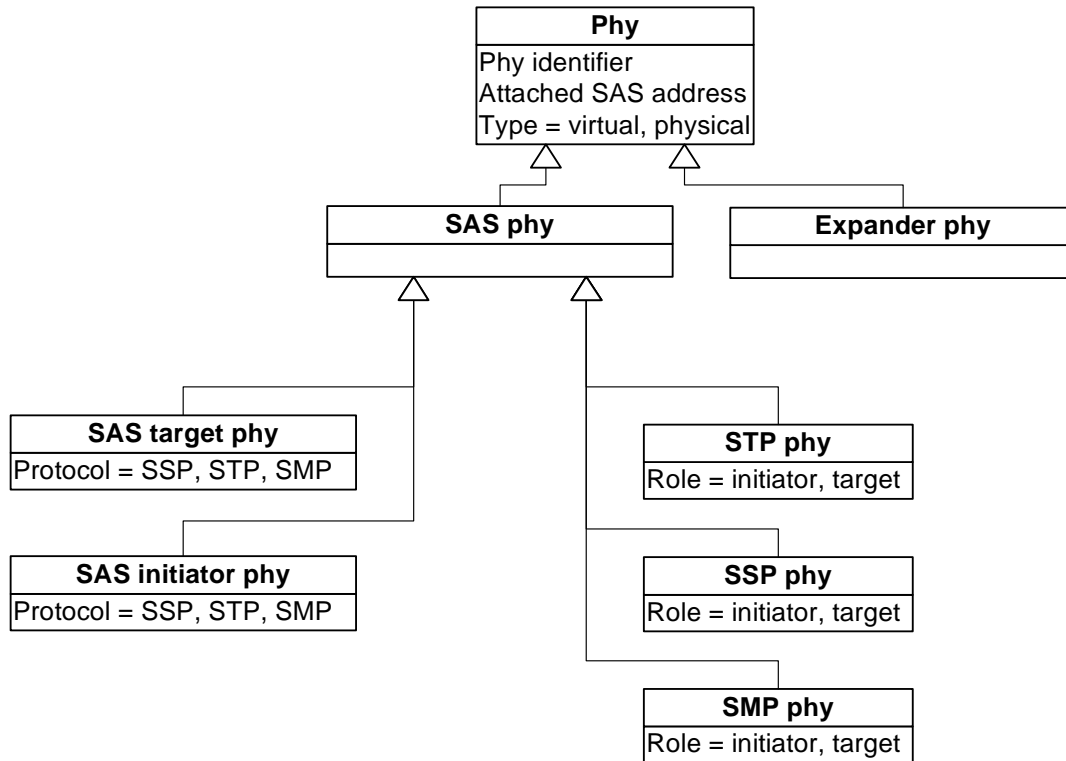 Phy
Phy identifier
Attached SAS address
Type = virtual, physical
SAS phy
Expander phy
SAS target phy
Protocol = SSP, STP, SMP
SAS initiator phy
Protocol = SSP, STP, SMP
STP phy
Role = initiator, target
SSP phy
Role = initiator, target
SMP phy
Role = initiator, target